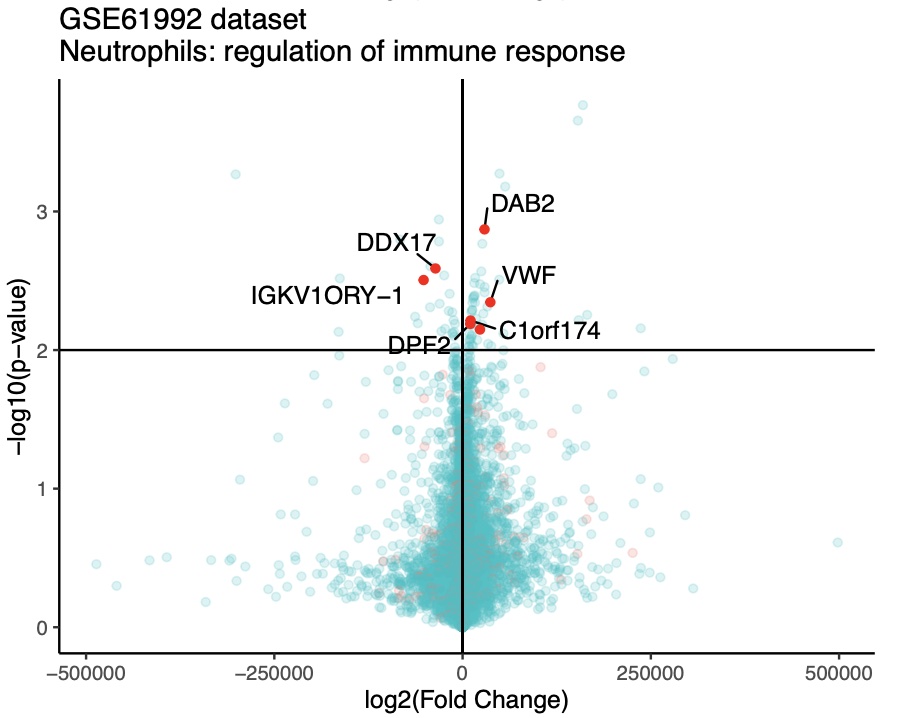 GSE61992 dataset
Neutrophils: regulation of immune response
DAB2
DDX17
VWF
IGKV1ORY−1
C1orf174
DPF2
−log10(p−value)
3
2
1
0
−500000
−250000
0
250000
500000
log2(Fold Change)